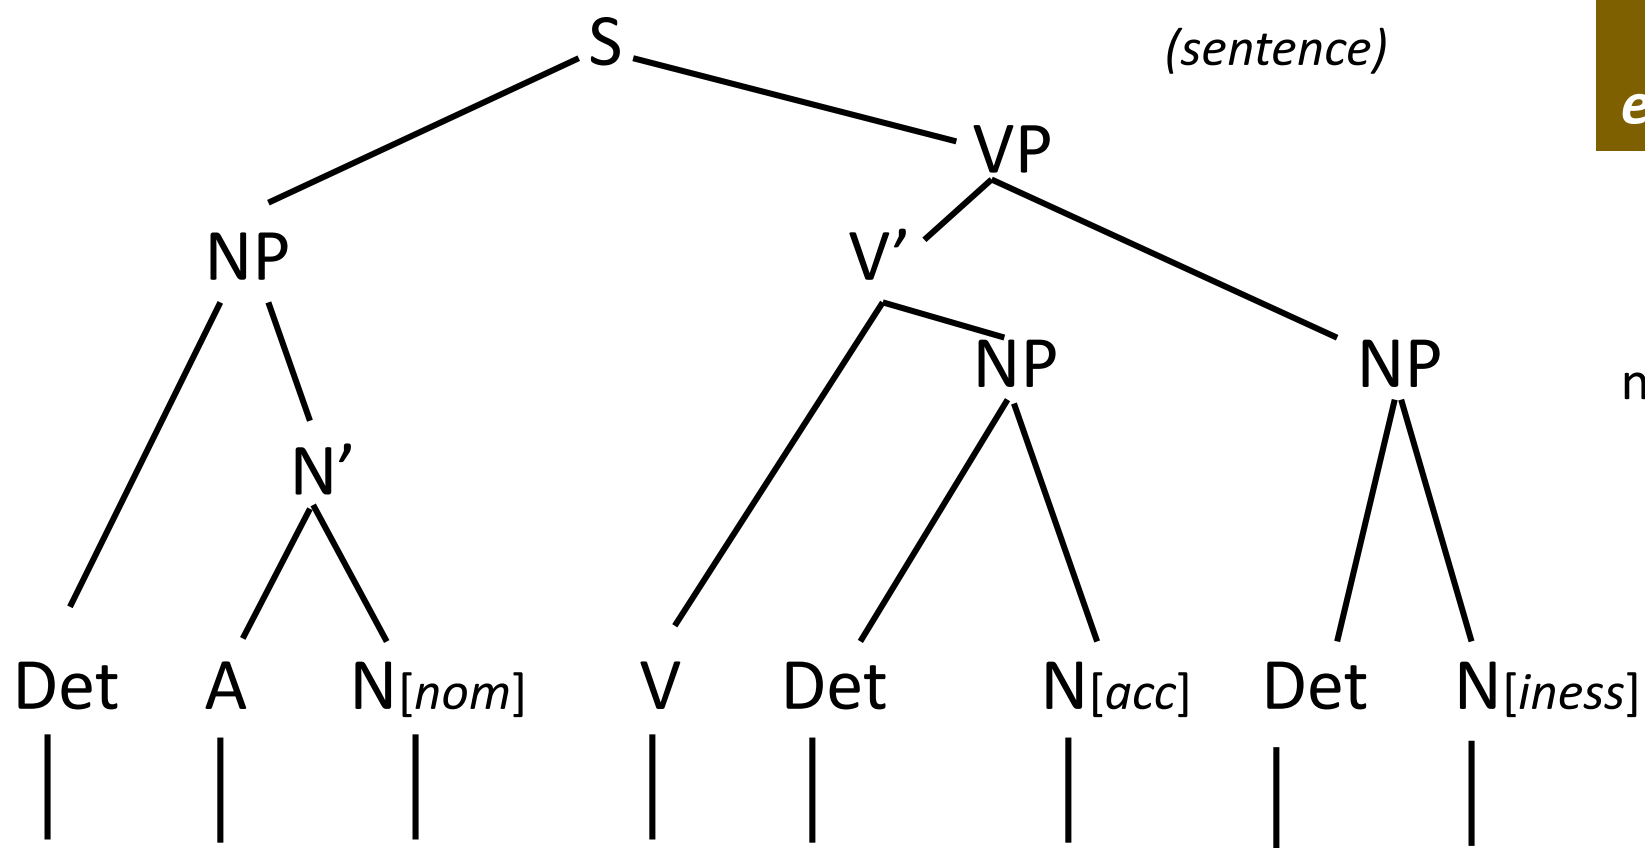 S (sentence)
e
VP
NP V’
NP NP
n
N’
Det A N[nom] V Det N[acc] Det N[iness]